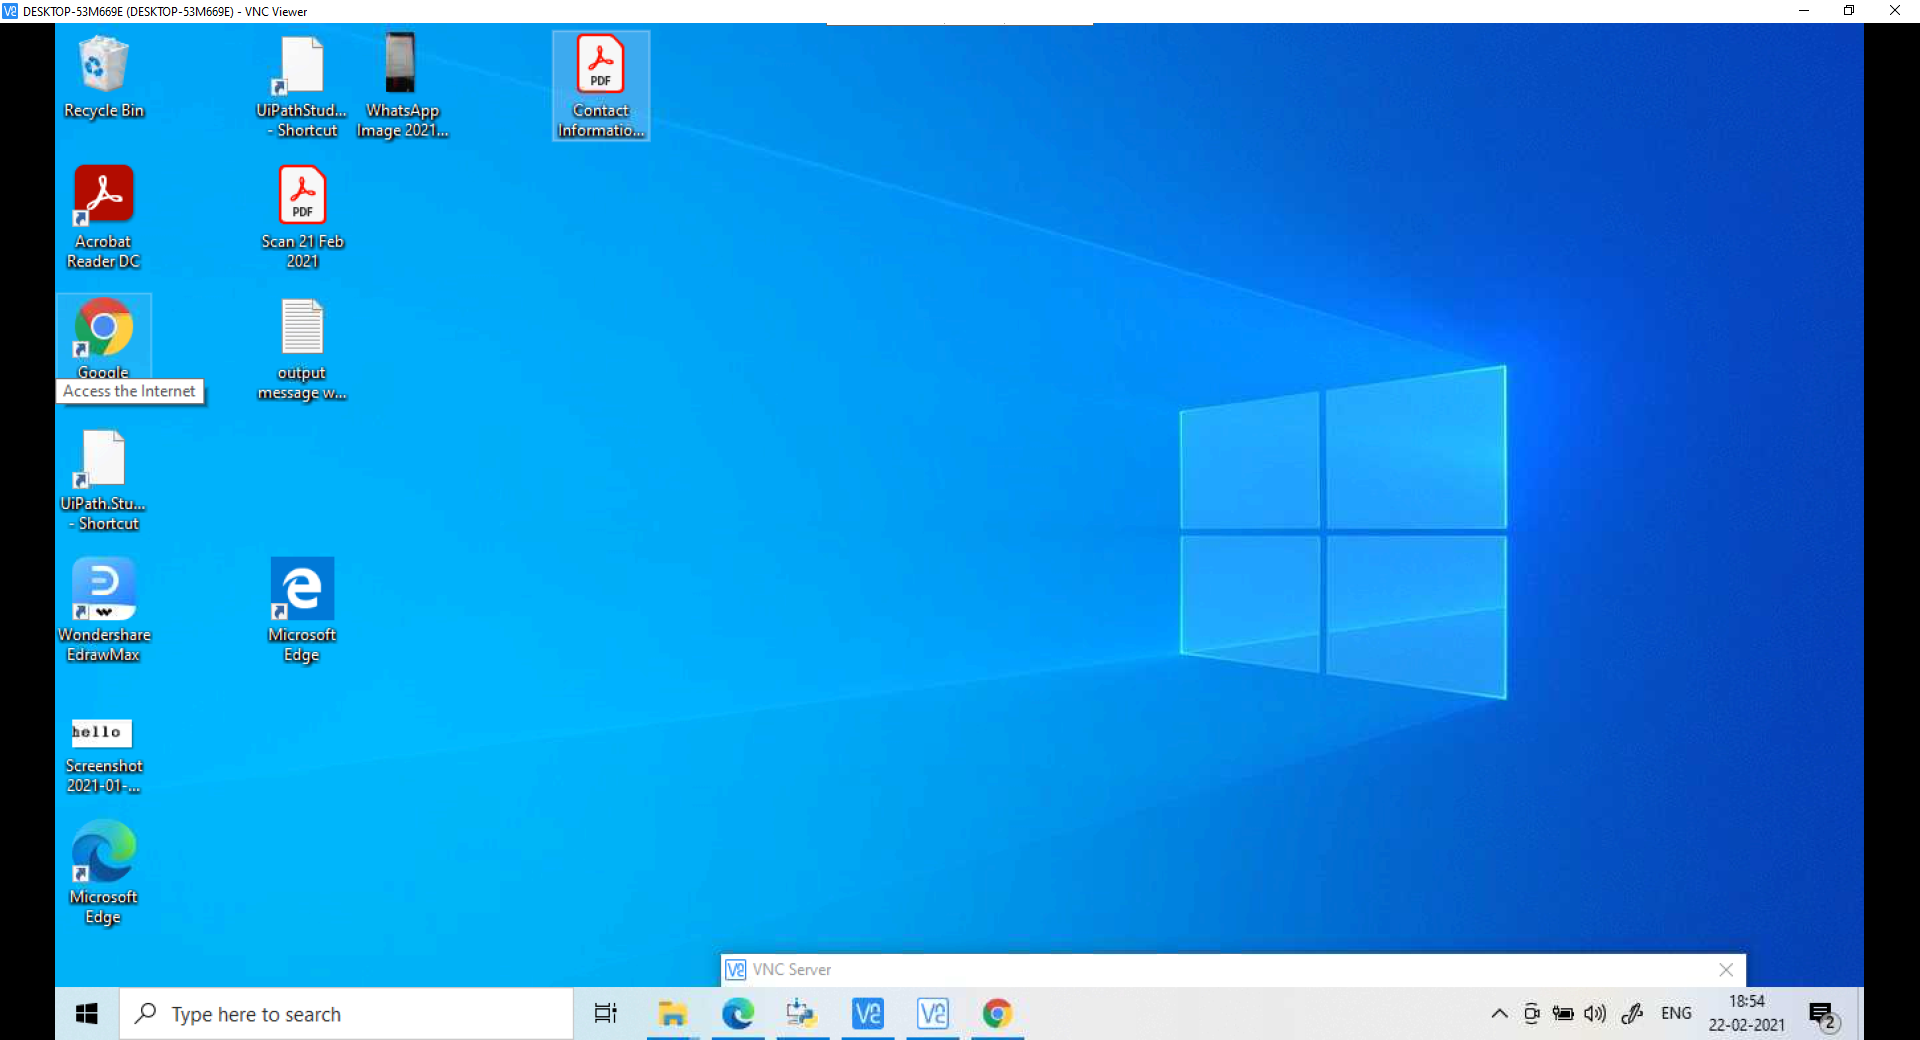 DESKTOP-53M669E (DESKTOP-53M669E) - VNC Viewer
Recycle Bin
UiPathStud...
- Shortcut
WhatsApp
Image 2021...
PDF
Contact
Informatio...
Acrobat
Reader DC
PDF
Scan 21 Feb
2021
Google
Access the Internet
output
message w...
UiPath.Stu...
- Shortcut
Wondershare
EdrawMax
Microsoft
Edge
hello
Screenshot
2021-01-...
Microsoft
Edge
VNC Server
Type here to search
ENG
18:54
22-02-2021
2